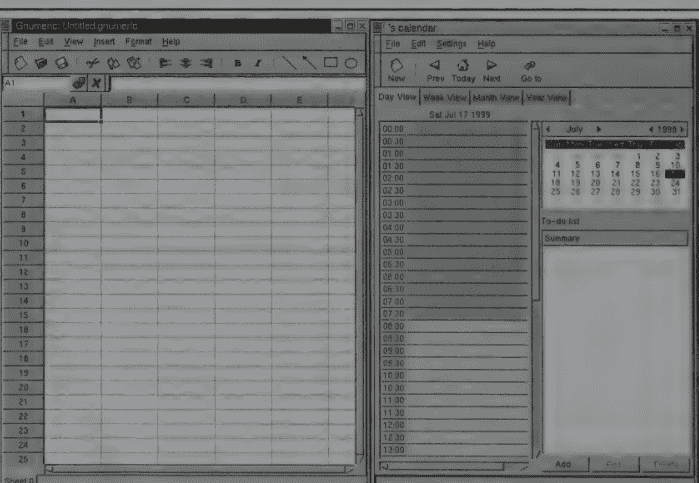 Gnumeric: Untitled.gnumeric
File Edit View Insert Format Help
B I
A1
A B C D E
1
2
3
4
5
6
7
8
9
10
11
12
13
14
15
16
17
18
19
20
21
22
23
24
25
Sheet 0
's calendar
File Edit Settings Help
New Prev Today Next Go to
Day View Week View Month View Year View
Sat Jul 17 1999
00:00
00:30
01:00
01:30
02:00
02:30
03:00
03:30
04:00
04:30
05:00
05:30
06:00
06:30
07:00
07:30
08:00
08:30
09:00
09:30
10:00
10:30
11:00
11:30
12:00
12:30
13:00
July 1999
1 2 3
4 5 6 7 8 9 10
11 12 13 14 15 16
18 19 20 21 22 23 24
25 26 27 28 29 30 31
To-do list
Summary
Add Edit Delete